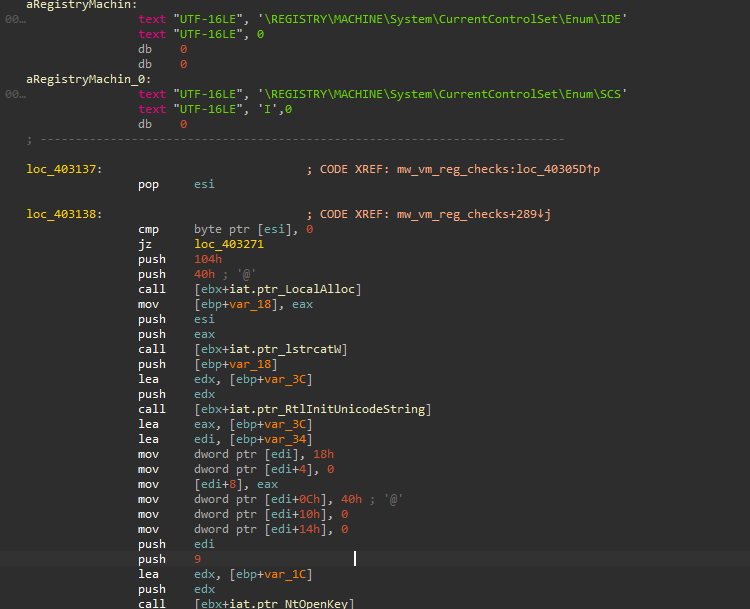 aRegistryMachin:
00… text "UTF-16LE", '\REGISTRY\MACHINE\System\CurrentControlSet\Enum\IDE'
text "UTF-16LE", 0
db 0
db 0
aRegistryMachin_0:
00… text "UTF-16LE", '\REGISTRY\MACHINE\System\CurrentControlSet\Enum\SCS'
text "UTF-16LE", 'I',0
db 0
; ---------------------------------------------------------------------------
loc_403137: ; CODE XREF: mw_vm_reg_checks:loc_40305D↑p
pop esi
loc_403138: ; CODE XREF: mw_vm_reg_checks+289↓j
cmp byte ptr [esi], 0
jz loc_403271
push 104h
push 40h ; '@'
call [ebx+iat.ptr_LocalAlloc]
mov [ebp+var_18], eax
push esi
push eax
call [ebx+iat.ptr_lstrcatW]
push [ebp+var_18]
lea edx, [ebp+var_3C]
push edx
call [ebx+iat.ptr_RtlInitUnicodeString]
lea eax, [ebp+var_3C]
lea edi, [ebp+var_34]
mov dword ptr [edi], 18h
mov dword ptr [edi+4], 0
mov [edi+8], eax
mov dword ptr [edi+0Ch], 40h ; '@'
mov dword ptr [edi+10h], 0
mov dword ptr [edi+14h], 0
push edi
push 9
lea edx, [ebp+var_1C]
push edx
call [ebx+iat.ptr_NtOpenKey]